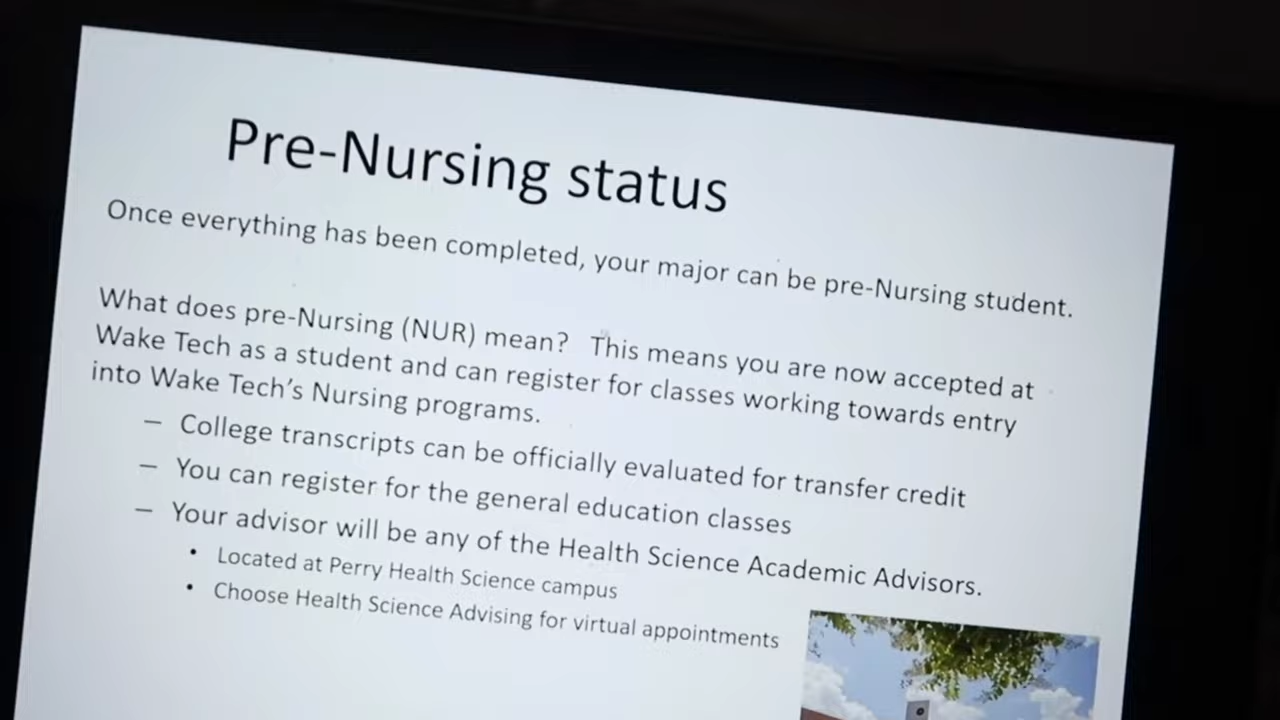 Pre-Nursing status
Once everything has been completed, your major can be pre-Nursing student.
What does pre-Nursing (NUR) mean?   This means you are now accepted at
Wake Tech as a student and can register for classes working towards entry
into Wake Tech’s Nursing programs.
– College transcripts can be officially evaluated for transfer credit
– You can register for the general education classes
– Your advisor will be any of the Health Science Academic Advisors.
• Located at Perry Health Science campus
• Choose Health Science Advising for virtual appointments